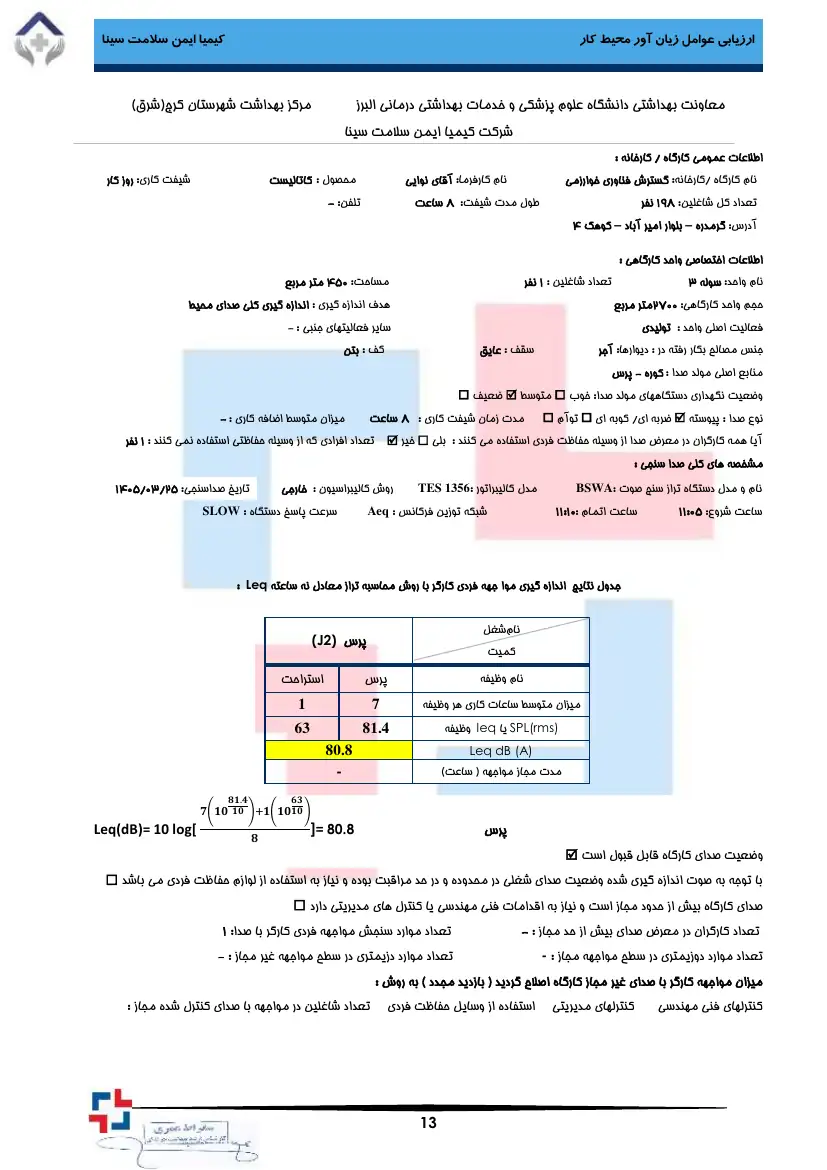 ارزیابی عوامل زیان آور محیط کار کیمیا ایمن سلامت سینا
معاونت بهداشتی دانشگاه علوم پزشکی و خدمات بهداشتی درمانی البرز مرکز بهداشت شهرستان کرج(شرق)
شرکت کیمیا ایمن سلامت سینا
اطلاعات عمومی کارگاه / کارخانه :
نام کارگاه /کارخانه: گسترش فناوری خوارزمی نام کارفرما: آقای نوایی محصول : کاتالیست شیفت کاری: روز کار
تعداد کل شاغلین: ۱۹۸ نفر طول مدت شیفت: ۸ ساعت تلفن: –
آدرس: گرمدره – بلوار امیر آباد – کوهک ۴
اطلاعات اختصاصی واحد کارگاهی :
نام واحد: سوله ۳ تعداد شاغلین : ۱ نفر مساحت: ۴۵۰ متر مربع
حجم واحد کارگاهی: ۲۷۰۰متر مربع هدف اندازه گیری : اندازه گیری کلی صدای محیط
فعالیت اصلی واحد : تولیدی سایر فعالیتهای جنبی : -
جنس مصالح بکار رفته در : دیوارها: آجر سقف : عایق کف : بتن
منابع اصلی مولد صدا : کوره - پرس
وضعیت نگهداری دستگاههای مولد صدا: خوب ☐ متوسط ☑ ضعیف ☐
نوع صدا : پیوسته ☑ ضربه ای/ کوبه ای ☐ توآم ☐ مدت زمان شیفت کاری : ۸ ساعت میزان متوسط اضافه کاری : –
آیا همه کارگران در معرض صدا از وسیله حفاظت فردی استفاده می کنند : بلی ☐ خیر ☑ تعداد افرادی که از وسیله حفاظتی استفاده نمی کنند : ۱ نفر
مشخصه های کلی صدا سنجی :
نام و مدل دستگاه تراز سنج صوت :BSWA مدل کالیبراتور :TES 1356 روش کالیبراسیون : خارجی تاریخ صداسنجی: ۱۴۰۵/۰۳/۲۵
ساعت شروع: ۱۱:۰۵ ساعت اتمام :۱۱:۱۰ شبکه توزین فرکانس : Aeq سرعت پاسخ دستگاه : SLOW
جدول نتایج اندازه گیری موا جهه فردی کارگر با روش محاسبه تراز معادل نه ساعته Leq :
نام‌شغل
کمیت
پرس (J2)
نام وظیفه پرس استراحت
میزان متوسط ساعات کاری هر وظیفه 7 1
SPL(rms) یا leq وظیفه 81.4 63
Leq dB (A) 80.8
مدت مجاز مواجهه ( ساعت) -
Leq(dB)= 10 log[ (7(10^(81.4/10))+1(10^(63/10)))/8 ]= 80.8 پرس
وضعیت صدای کارگاه قابل قبول است ☑
با توجه به صوت اندازه گیری شده وضعیت صدای شغلی در محدوده و در حد مراقبت بوده و نیاز به استفاده از لوازم حفاظت فردی می باشد ☐
صدای کارگاه بیش از حدود مجاز است و نیاز به اقدامات فنی مهندسی یا کنترل های مدیریتی دارد ☐
تعداد کارگران در معرض صدای بیش از حد مجاز : – تعداد موارد سنجش مواجهه فردی کارگر با صدا: ۱
تعداد موارد دوزیمتری در سطح مواجهه مجاز : - تعداد موارد دزیمتری در سطح مواجهه غیر مجاز : –
میزان مواجهه کارگر با صدای غیر مجاز کارگاه اصلاح گردید ( بازدید مجدد ) به روش :
کنترلهای فنی مهندسی کنترلهای مدیریتی استفاده از وسایل حفاظت فردی تعداد شاغلین در مواجهه با صدای کنترل شده مجاز :
13